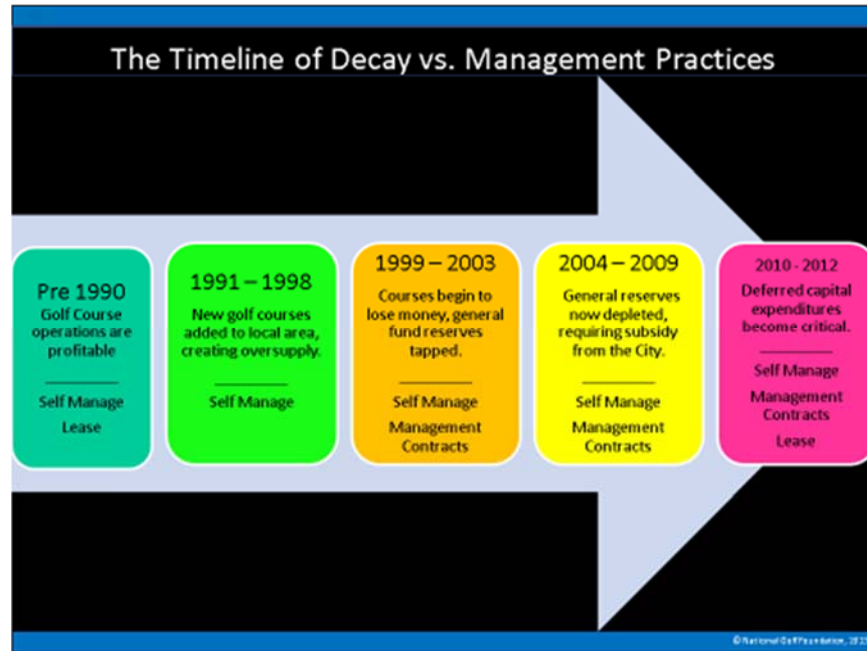 The Timeline of Decay vs. Management Practices
Pre 1990
Golf Course
operations are
profitable
Self Manage
Lease
1991 – 1998
New golf courses
added to local area,
creating oversupply.
Self Manage
1999 – 2003
Courses begin to
lose money, general
fund reserves
tapped.
Self Manage
Management
Contracts
2004 – 2009
General reserves
now depleted,
requiring subsidy
from the City.
Self Manage
Management
Contracts
2010 - 2012
Deferred capital
expenditures
become critical.
Self Manage
Management
Contracts
Lease
© National Golf Foundation,